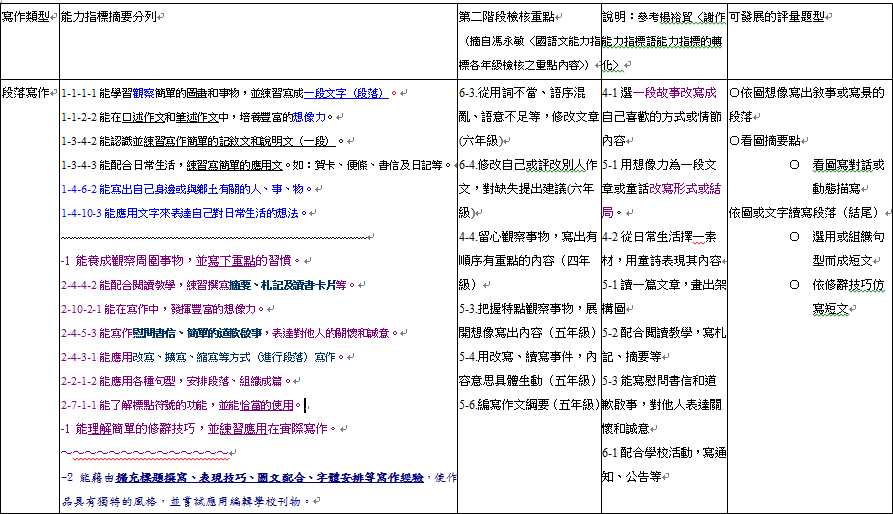 寫作類型
能力指標摘要分列
第二階段檢核重點
（摘自馮永敏〈國語文能力指
標各年級檢核之重點內容〉）
說明：參考楊裕貿〈謝作
能力指標語能力指標的轉
化〉
可發展的評量題型
段落寫作
1-1-1-1 能學習觀察簡單的圖畫和事物，並練習寫成一段文字（段落）。
1-1-2-2 能在口述作文和筆述作文中，培養豐富的想像力。
1-3-4-2 能認識並練習寫作簡單的記敘文和說明文（一段）。
1-3-4-3 能配合日常生活，練習寫簡單的應用文。如：賀卡、便條、書信及日記等。
1-4-6-2 能寫出自己身邊或與鄉土有關的人、事、物。
1-4-10-3 能應用文字來表達自己對日常生活的想法。
-1 能養成觀察周圍事物，並寫下重點的習慣。
2-4-4-2 能配合閱讀教學，練習撰寫摘要、札記及讀書卡片等。
2-10-2-1 能在寫作中，發揮豐富的想像力。
2-4-5-3 能寫作慰問書信、簡單的道歉啟事，表達對他人的關懷和誠意。
2-4-3-1 能應用改寫、擴寫、縮寫等方式（進行段落）寫作。
2-2-1-2 能應用各種句型，安排段落、組織成篇。
2-7-1-1 能了解標點符號的功能，並能恰當的使用。
-1 能理解簡單的修辭技巧，並練習應用在實際寫作。
～～～～～～～～～～～～～～
-2 能藉由擴充標題撰寫、表現技巧、圖文配合、字體安排等寫作經驗，使作
品具有獨特的風格，並嘗試應用編輯學校刊物。
6-3.從用詞不當、語序混
亂、語意不足等，修改文章
(六年級)
6-4.修改自己或評改別人作
文，對缺失提出建議(六年
級)
4-4.留心觀察事物，寫出有
順序有重點的內容（四年
級）
5-3.把握特點觀察事物，展
開想像寫出內容（五年級）
5-4.用改寫、續寫事件，內
容意思具體生動（五年級）
5-6.編寫作文綱要（五年級）
4-1 選一段故事改寫成
自己喜歡的方式或情節
內容
5-1 用想像力為一段文
章或童話改寫形式或結
局。
4-2 從日常生活擇一素
材，用童詩表現其內容
5-1 讀一篇文章，畫出架
構圖
5-2 配合閱讀教學，寫札
記、摘要等
5-3 能寫慰問書信和道
歉啟事，對他人表達關
懷和誠意
6-1 配合學校活動，寫通
知、公告等
○依圖想像寫出敘事或寫景的
段落
○看圖摘要點
○ 看圖寫對話或
動態描寫
依圖或文字續寫段落（結尾）
○ 選用或組織句
型而成短文
○ 依修辭技巧仿
寫短文